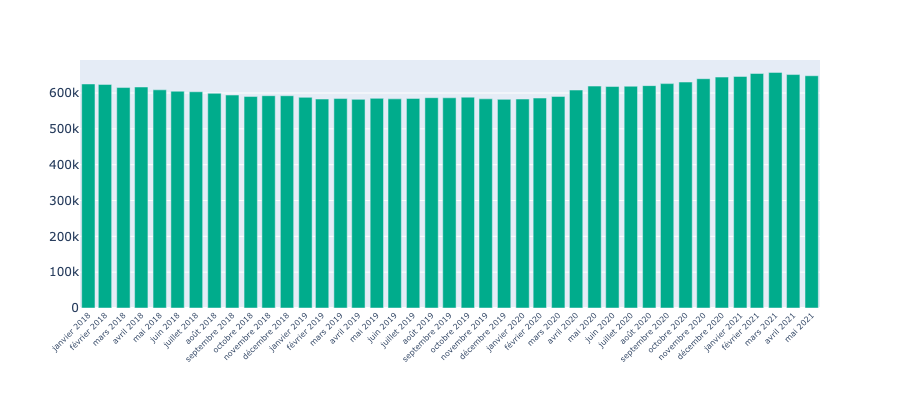 600k
500k
400k
300k
200k
100k
0
janvier 2018
février 2018
mars 2018
avril 2018
mai 2018
juin 2018
juillet 2018
août 2018
septembre 2018
octobre 2018
novembre 2018
décembre 2018
janvier 2019
février 2019
mars 2019
avril 2019
mai 2019
juin 2019
juillet 2019
août 2019
septembre 2019
octobre 2019
novembre 2019
décembre 2019
janvier 2020
février 2020
mars 2020
avril 2020
mai 2020
juin 2020
juillet 2020
août 2020
septembre 2020
octobre 2020
novembre 2020
décembre 2020
janvier 2021
février 2021
mars 2021
avril 2021
mai 2021